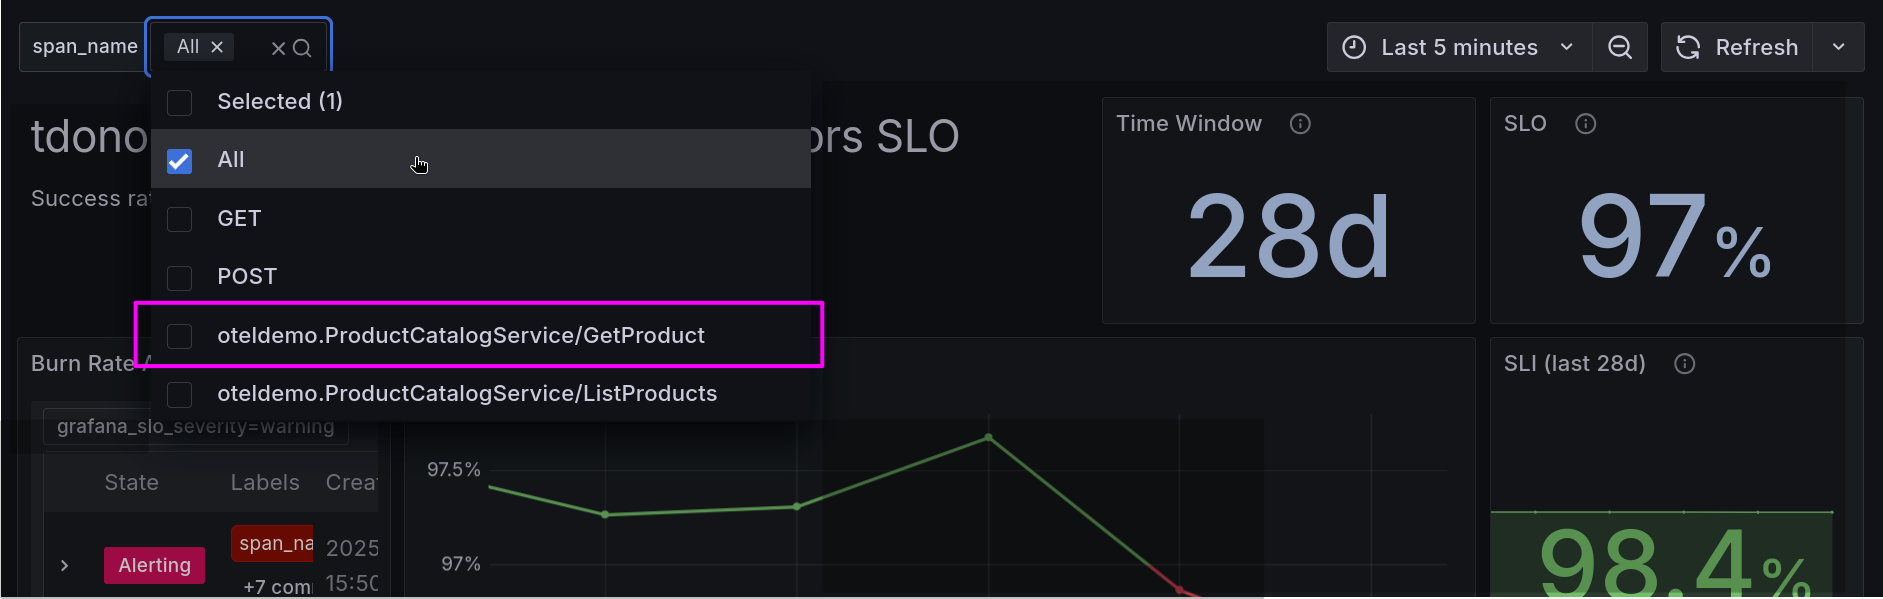 span_name
All
Last 5 minutes
Refresh
Selected (1)
All
GET
POST
oteldemo.ProductCatalogService/GetProduct
oteldemo.ProductCatalogService/ListProducts
tdono
ors SLO
Success ra
Time Window
28d
SLO
97%
Burn Rate A
SLI (last 28d)
98.4%
grafana_slo_severity=warning
State Labels Crea
Alerting
span_na
+7 com
2025
15:50
97.5%
97%